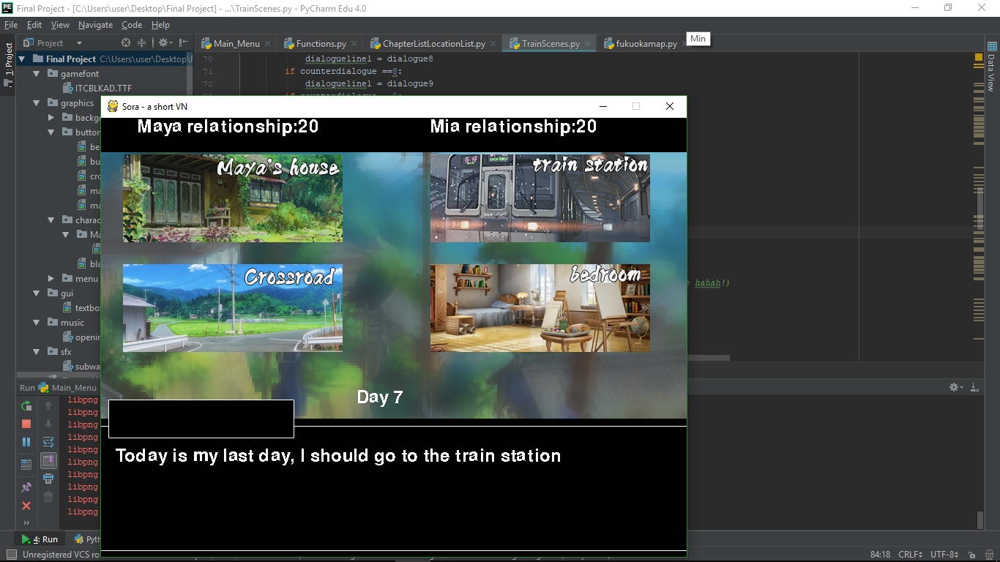 Final Project - [C:\Users\user\Desktop\Final Project] - ...\TrainScenes.py - PyCharm Edu 4.0
File Edit View Navigate Code Help
Project
Main_Menu Functions.py ChapterListLocationList.py TrainScenes.py fukuokamap.py
Min
1: Project
Data View
Final Project C:\Users\user\Desktop\F
gamefont
ITCBLKAD.TTF
graphics
backg
button
be
bu
cro
ma
ma
charac
Ma
bla
menu
gui
textbo
music
openin
sfx
subwa
70 dialogueline1 = dialogue8
71 if counterdialogue ==8:
72 dialogueline1 = dialogue9
e hahah!)
Sora - a short VN
Maya relationship:20 Mia relationship:20
Maya's house
train station
Crossroad
bedroom
Day 7
Today is my last day, I should go to the train station
Run Main_Menu
libpng
libpng
libpng
libpng
libpng
libpng
libpng
libpng
libpng
libpng
4: Run Pyth
Unregistered VCS ro
84:18 CRLF UTF-8